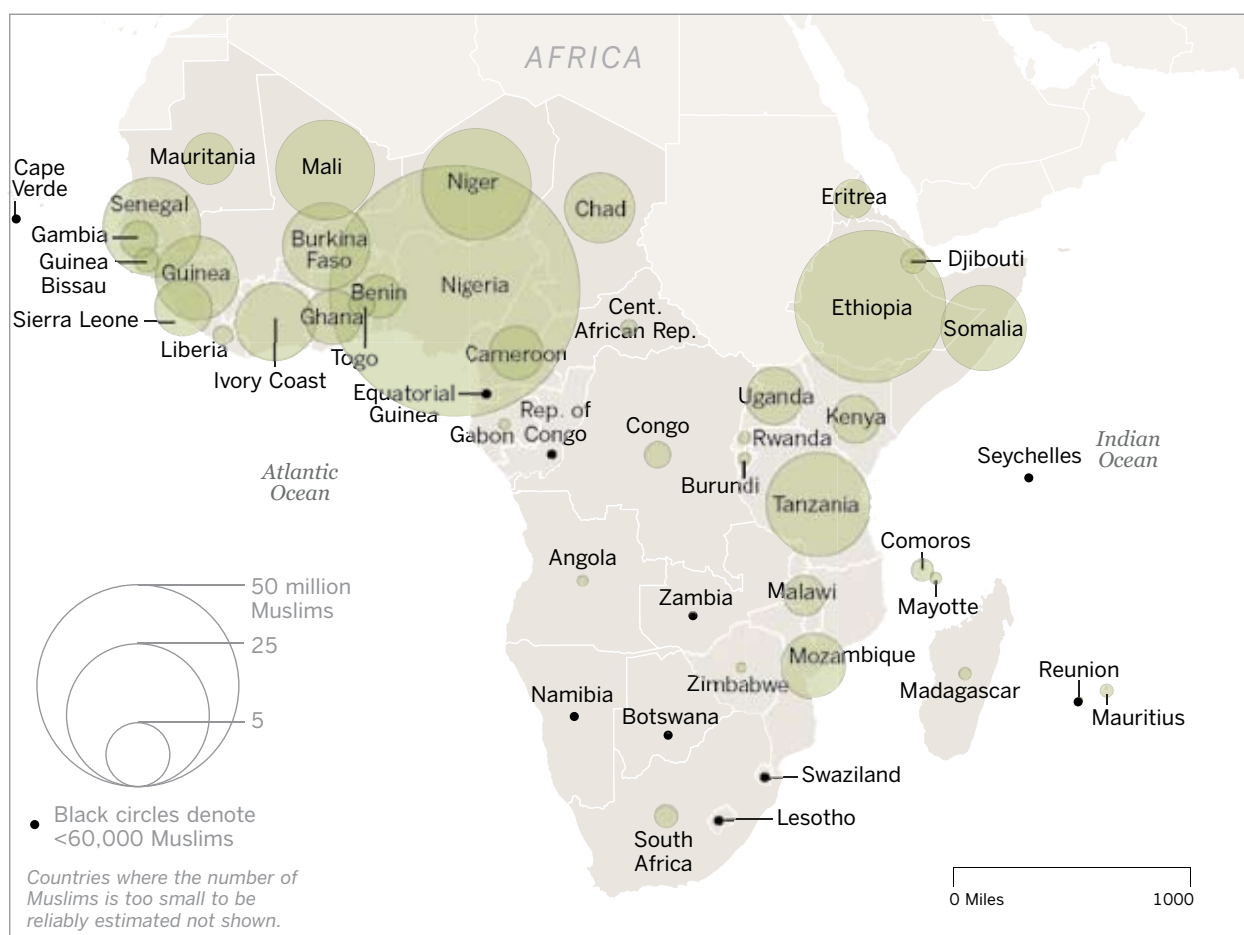 AFRICA
Mauritania
Mali
Niger
Chad
Cape
Verde
Senegal
Gambia
Guinea
Bissau
Guinea
Burkina
Faso
Benin
Nigeria
Eritrea
Djibouti
Ethiopia
Somalia
Sierra Leone
Liberia
Ivory Coast
Ghana
Togo
Cameroon
Cent.
African Rep.
Equatorial
Guinea
Gabon
Rep. of
Congo
Congo
Uganda
Kenya
Rwanda
Burundi
Tanzania
Seychelles
Indian
Ocean
Atlantic
Ocean
Angola
Zambia
Malawi
Comoros
Mayotte
Mozambique
Zimbabwe
Madagascar
Reunion
Mauritius
Namibia
Botswana
Swaziland
Lesotho
South
Africa
50 million
Muslims
25
5
Black circles denote
<60,000 Muslims
Countries where the number of
Muslims is too small to be
reliably estimated not shown.
0 Miles 1000